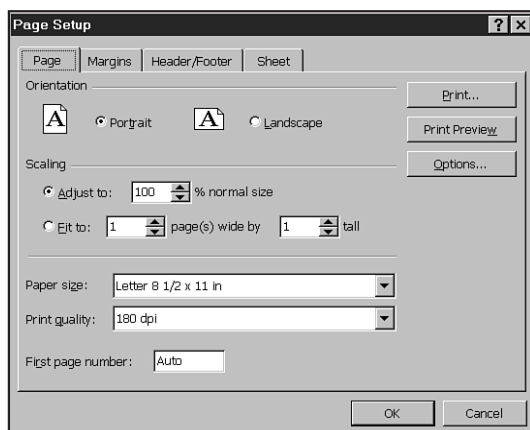 Page Setup
? ×
Page Margins Header/Footer Sheet
Orientation
A Portrait A Landscape
Print...
Print Preview
Options...
Scaling
Adjust to: 100 % normal size
Fit to: 1 page(s) wide by 1 tall
Paper size: Letter 8 1/2 x 11 in
Print quality: 180 dpi
First page number: Auto
OK Cancel